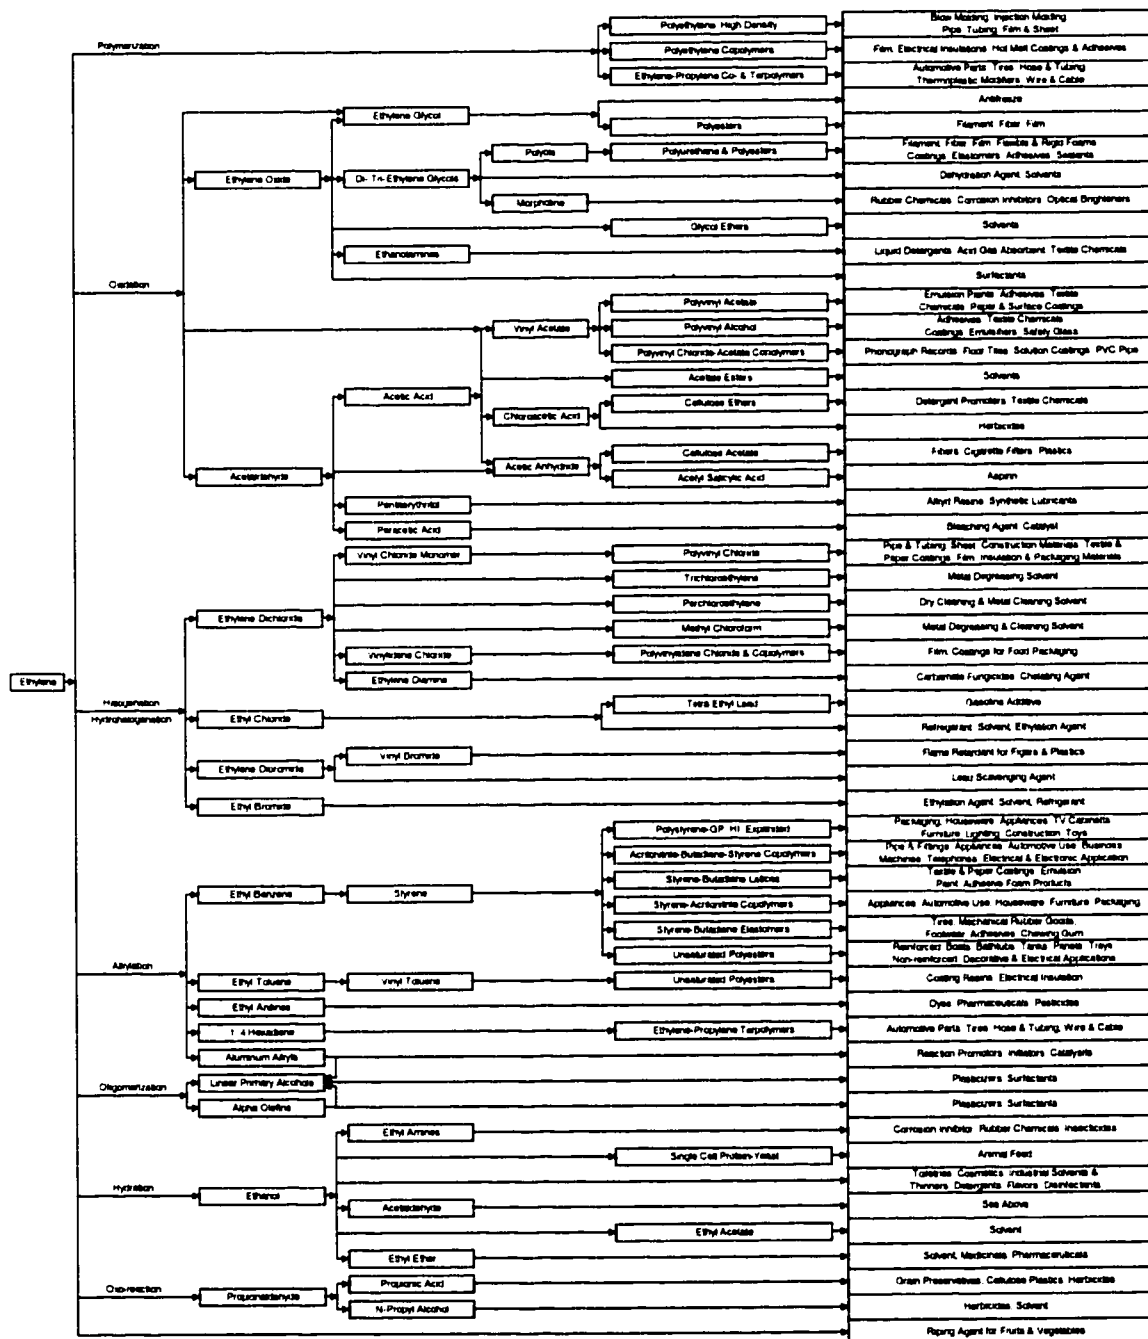 Polyethylene High Density
Blow Molding Injection Molding
Pipe Tubing Film & Sheet
Polymerization
Polyethylene Copolymers
Film Electrical Insulations Hot Melt Coatings & Adhesives
Ethylene-Propylene Co- & Terpolymers
Automotive Parts Tires Hose & Tubing
Thermoplastic Modifiers Wire & Cable
Ethylene Glycol
Antifreeze
Polyesters
Filament Fiber Film
Ethylene Oxide
Di- Tri-Ethylene Glycols
Polyols
Polyurethane & Polyesters
Filament Fiber Film Flexible & Rigid Foams
Coatings Elastomers Adhesives Sealants
Dehydration Agent Solvents
Morpholine
Rubber Chemicals Corrosion Inhibitors Optical Brighteners
Glycol Ethers
Solvents
Ethanolamines
Liquid Detergents Acid Gas Absorbent Textile Chemicals
Surfactants
Oxidation
Vinyl Acetate
Polyvinyl Acetate
Emulsion Paints Adhesives Textile
Chemicals Paper & Surface Coatings
Polyvinyl Alcohol
Adhesives Textile Chemicals
Coatings Emulsifiers Safety Glass
Polyvinyl Chloride-Acetate Copolymers
Phonograph Records Floor Tiles Solution Coatings PVC Pipe
Acetate Esters
Solvents
Acetic Acid
Chloroacetic Acid
Cellulose Ethers
Detergent Promoters Textile Chemicals
Herbicides
Acetaldehyde
Acetic Anhydride
Cellulose Acetate
Fibers Cigarette Filters Plastics
Acetyl Salicylic Acid
Aspirin
Pentaerythritol
Alkyd Resins Synthetic Lubricants
Peracetic Acid
Bleaching Agent Catalyst
Vinyl Chloride Monomer
Polyvinyl Chloride
Pipe & Tubing Sheet Construction Materials Textile &
Paper Coatings Film Insulation & Packaging Materials
Trichloroethylene
Metal Degreasing Solvent
Perchloroethylene
Dry Cleaning & Metal Cleaning Solvent
Ethylene Dichloride
Methyl Chloroform
Metal Degreasing & Cleaning Solvent
Vinylidene Chloride
Polyvinylidene Chloride & Copolymers
Film, Coatings for Food Packaging
Ethylene Diamine
Carbamate Fungicides Chelating Agent
Ethylene
Halogenation
Hydrohalogenation
Ethyl Chloride
Tetra Ethyl Lead
Gasoline Additive
Refrigerant Solvent, Ethylation Agent
Ethylene Dibromide
Vinyl Bromide
Flame Retardant for Figers & Plastics
Lead Scavenging Agent
Ethyl Bromide
Ethylation Agent Solvent, Refrigerant
Polystyrene-GP HI Expanded
Packaging, Houseware Appliances TV Cabinets
Furniture Lighting Construction Toys
Acrilonitrile-Butadiene-Styrene Copolymers
Pipe & Fittings Appliances Automotive Use Business
Machines Telephones Electrical & Electronic Application
Ethyl Benzene
Styrene
Styrene-Butadiene Latices
Textile & Paper Coatings Emulsion
Paint Adhesive Foam Products
Styrene-Acrilonitrile Copolymers
Appliances Automotive Use Houseware Furniture Packaging
Styrene-Butadiene Elastomers
Tires Mechanical Rubber Goods
Footwear Adhesives Chewing Gum
Unsaturated Polyesters
Reinforced Boats Bathtubs Tanks Panels Trays
Non-reinforced Decorative & Electrical Applications
Alkylation
Ethyl Toluene
Vinyl Toluene
Unsaturated Polyesters
Coating Resins Electrical Insulation
Ethyl Anilines
Dyes Pharmaceuticals Pesticides
1 4 Hexadiene
Ethylene-Propylene Terpolymers
Automotive Parts Tires Hose & Tubing, Wire & Cable
Aluminum Alkyls
Reaction Promotors Initiators Catalysts
Oligomerization
Linear Primary Alcohols
Plasticizers Surfactants
Alpha Olefins
Plasticizers Surfactants
Ethyl Amines
Corrosion Inhibitor Rubber Chemicals Insecticides
Single Cell Protein-Yeast
Animal Feed
Hydration
Ethanol
Toiletries Cosmetics Industrial Solvents &
Thinners Detergents Flavors Disinfectants
Acetaldehyde
See Above
Ethyl Acetate
Solvent
Ethyl Ether
Solvent, Medicinals Pharmaceuticals
Oxo-reaction
Propionaldehyde
Propionic Acid
Grain Preservatives, Cellulose Plastics Herbicides
N-Propyl Alcohol
Herbicides Solvent
Riping Agent for Fruits & Vegetables